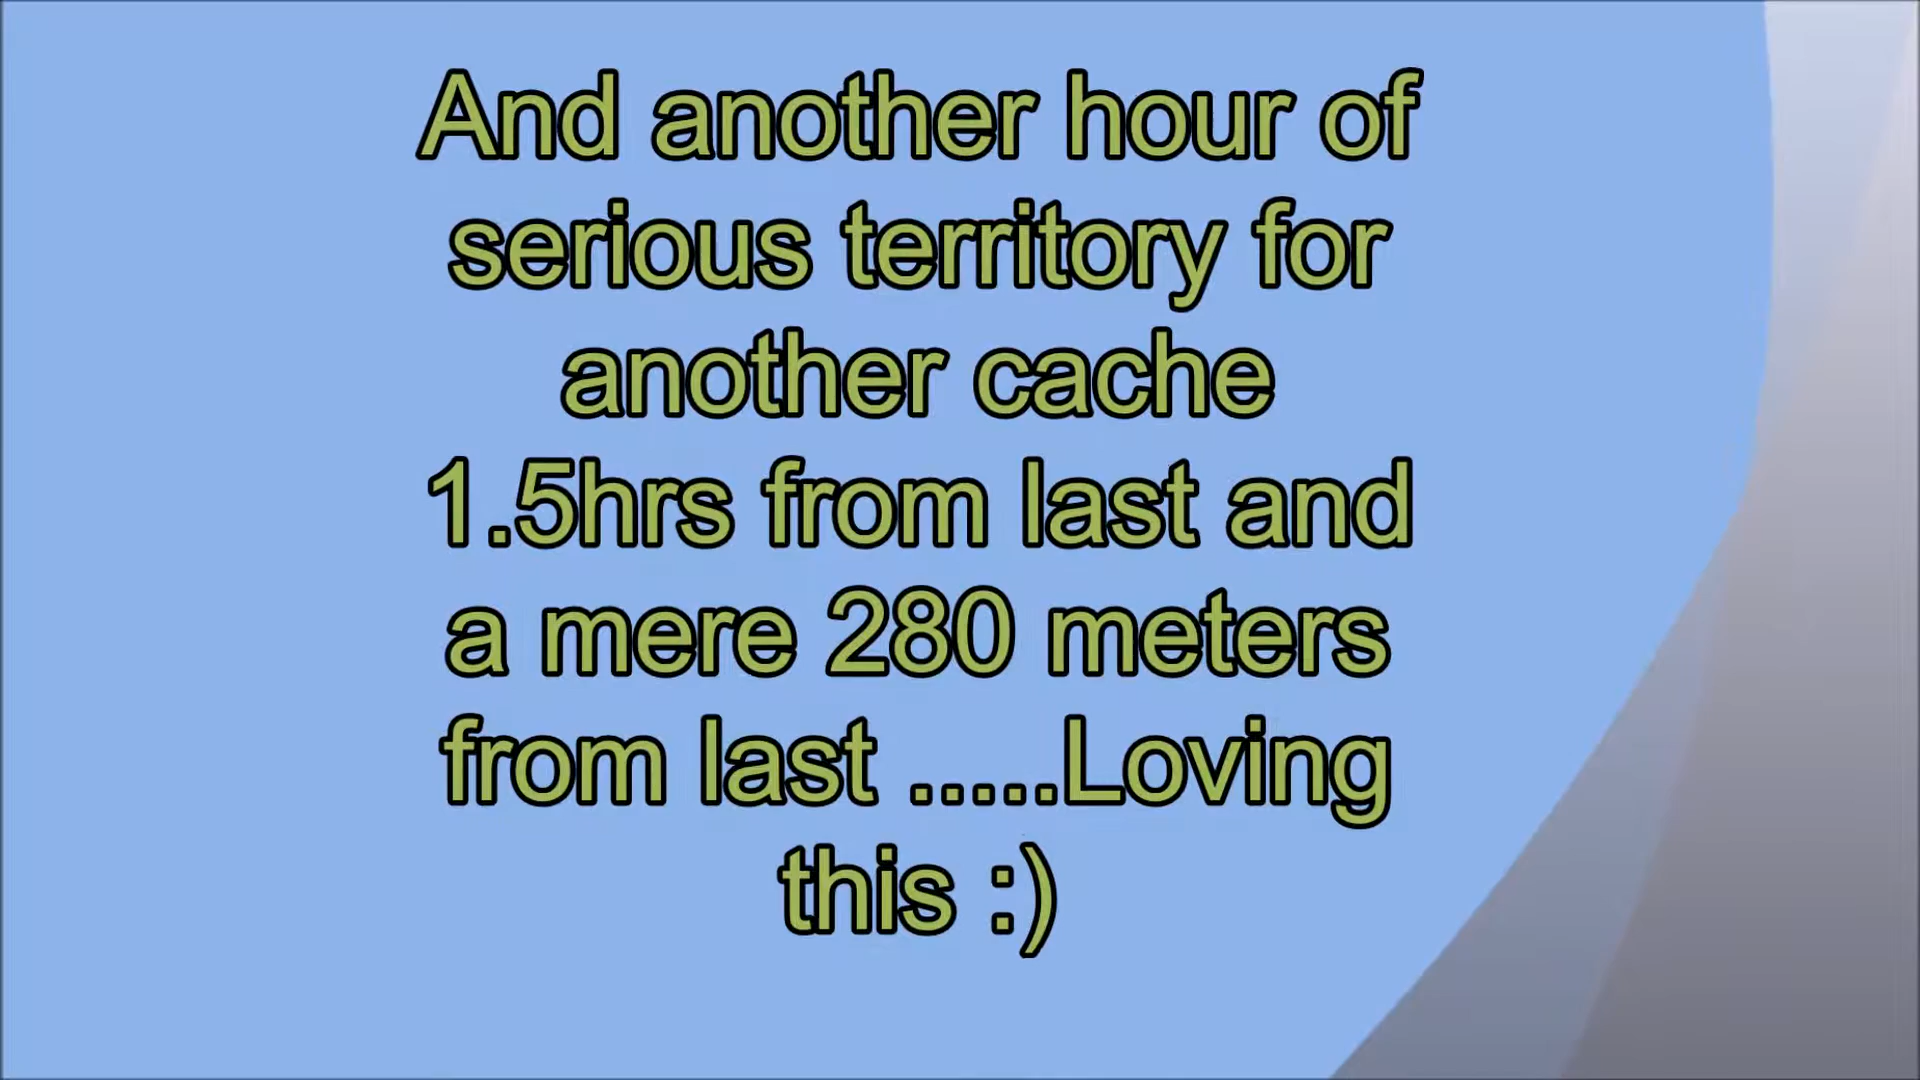 And another hour of
serious territory for
another cache
1.5hrs from last and
a mere 280 meters
from last .....Loving
this :)